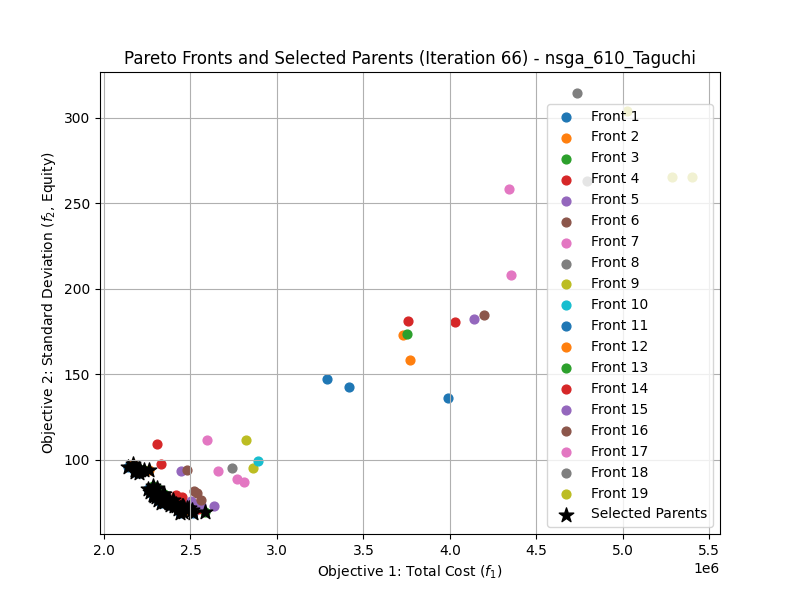 Pareto Fronts and Selected Parents (Iteration 66) - nsga_610_Taguchi
Objective 2: Standard Deviation (f₂, Equity)
300
250
200
150
100
Front 1
Front 2
Front 3
Front 4
Front 5
Front 6
Front 7
Front 8
Front 9
Front 10
Front 11
Front 12
Front 13
Front 14
Front 15
Front 16
Front 17
Front 18
Front 19
Selected Parents
2.0 2.5 3.0 3.5 4.0 4.5 5.0 5.5
1e6
Objective 1: Total Cost (f₁)